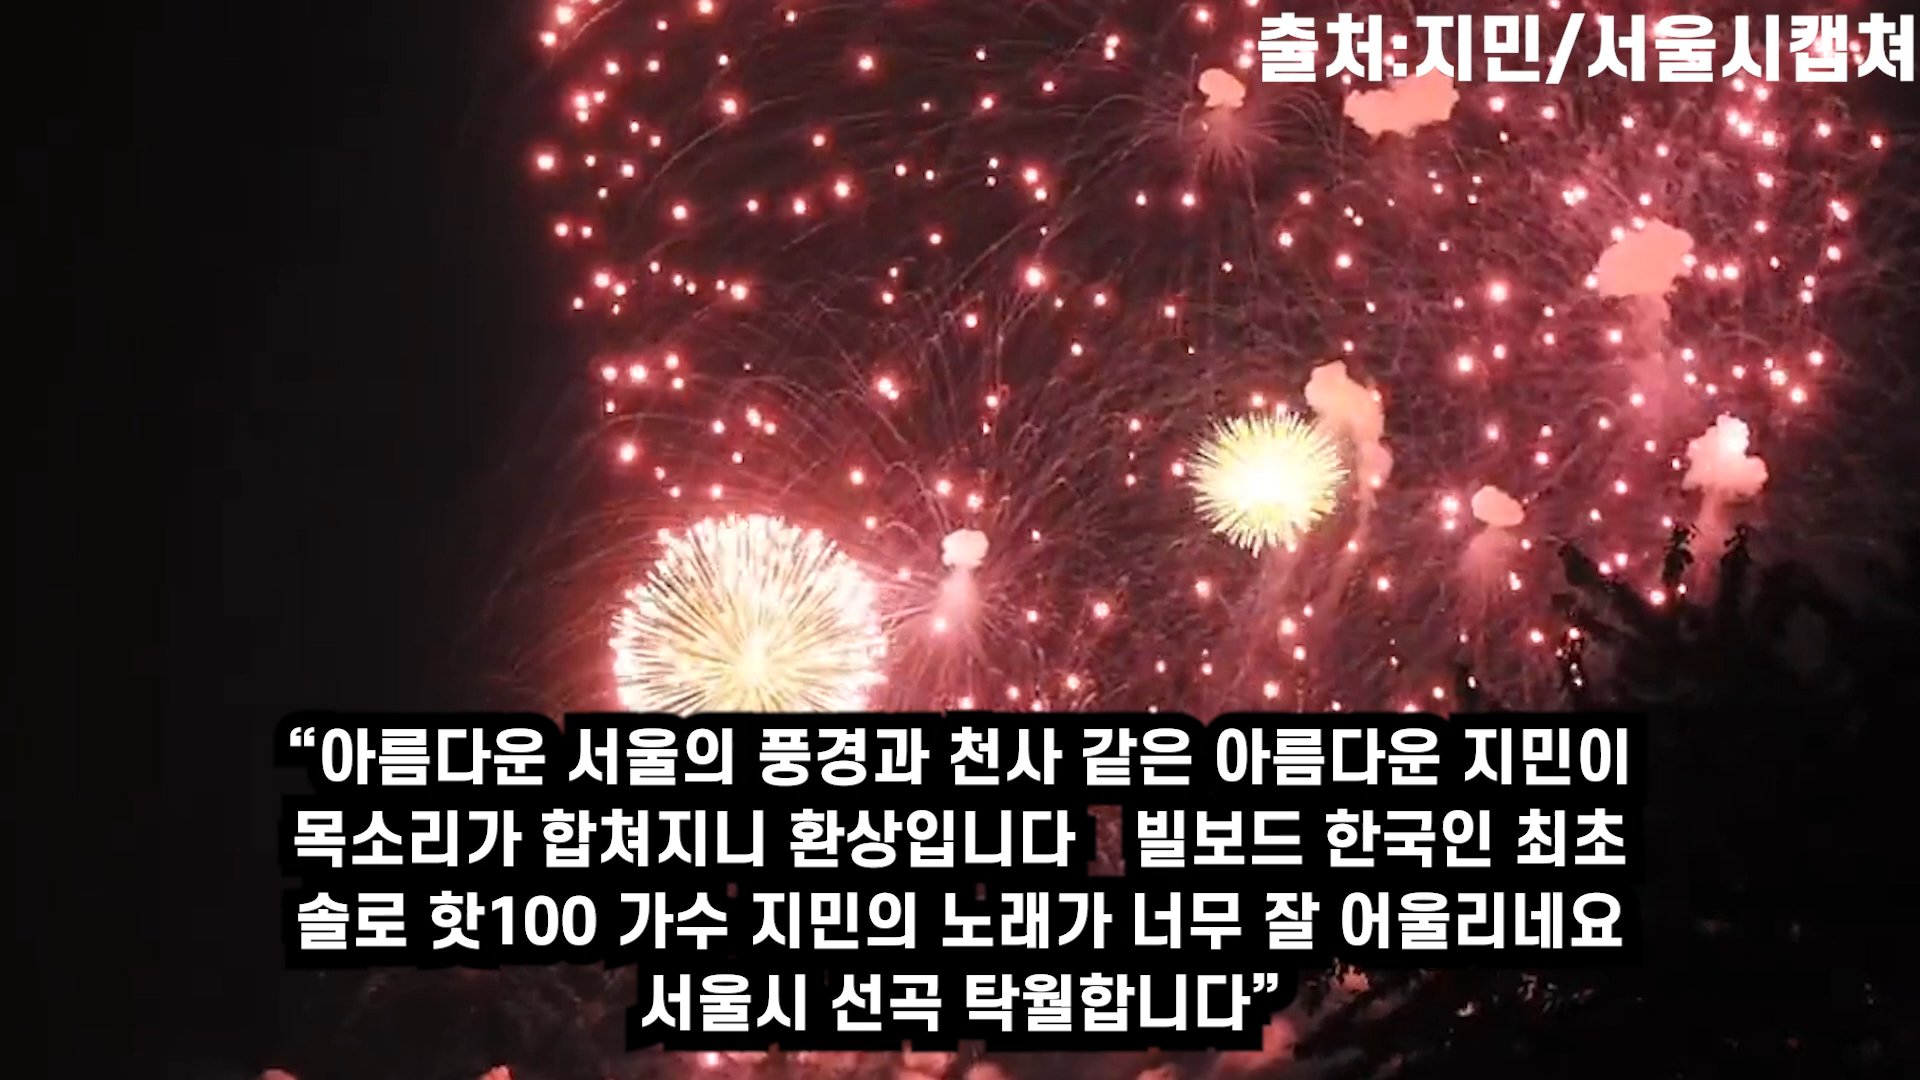 출처:지민/서울시캡쳐
“아름다운 서울의 풍경과 천사 같은 아름다운 지민이
목소리가 합쳐지니 환상입니다 빌보드 한국인 최초
솔로 핫100 가수 지민의 노래가 너무 잘 어울리네요
서울시 선곡 탁월합니다”